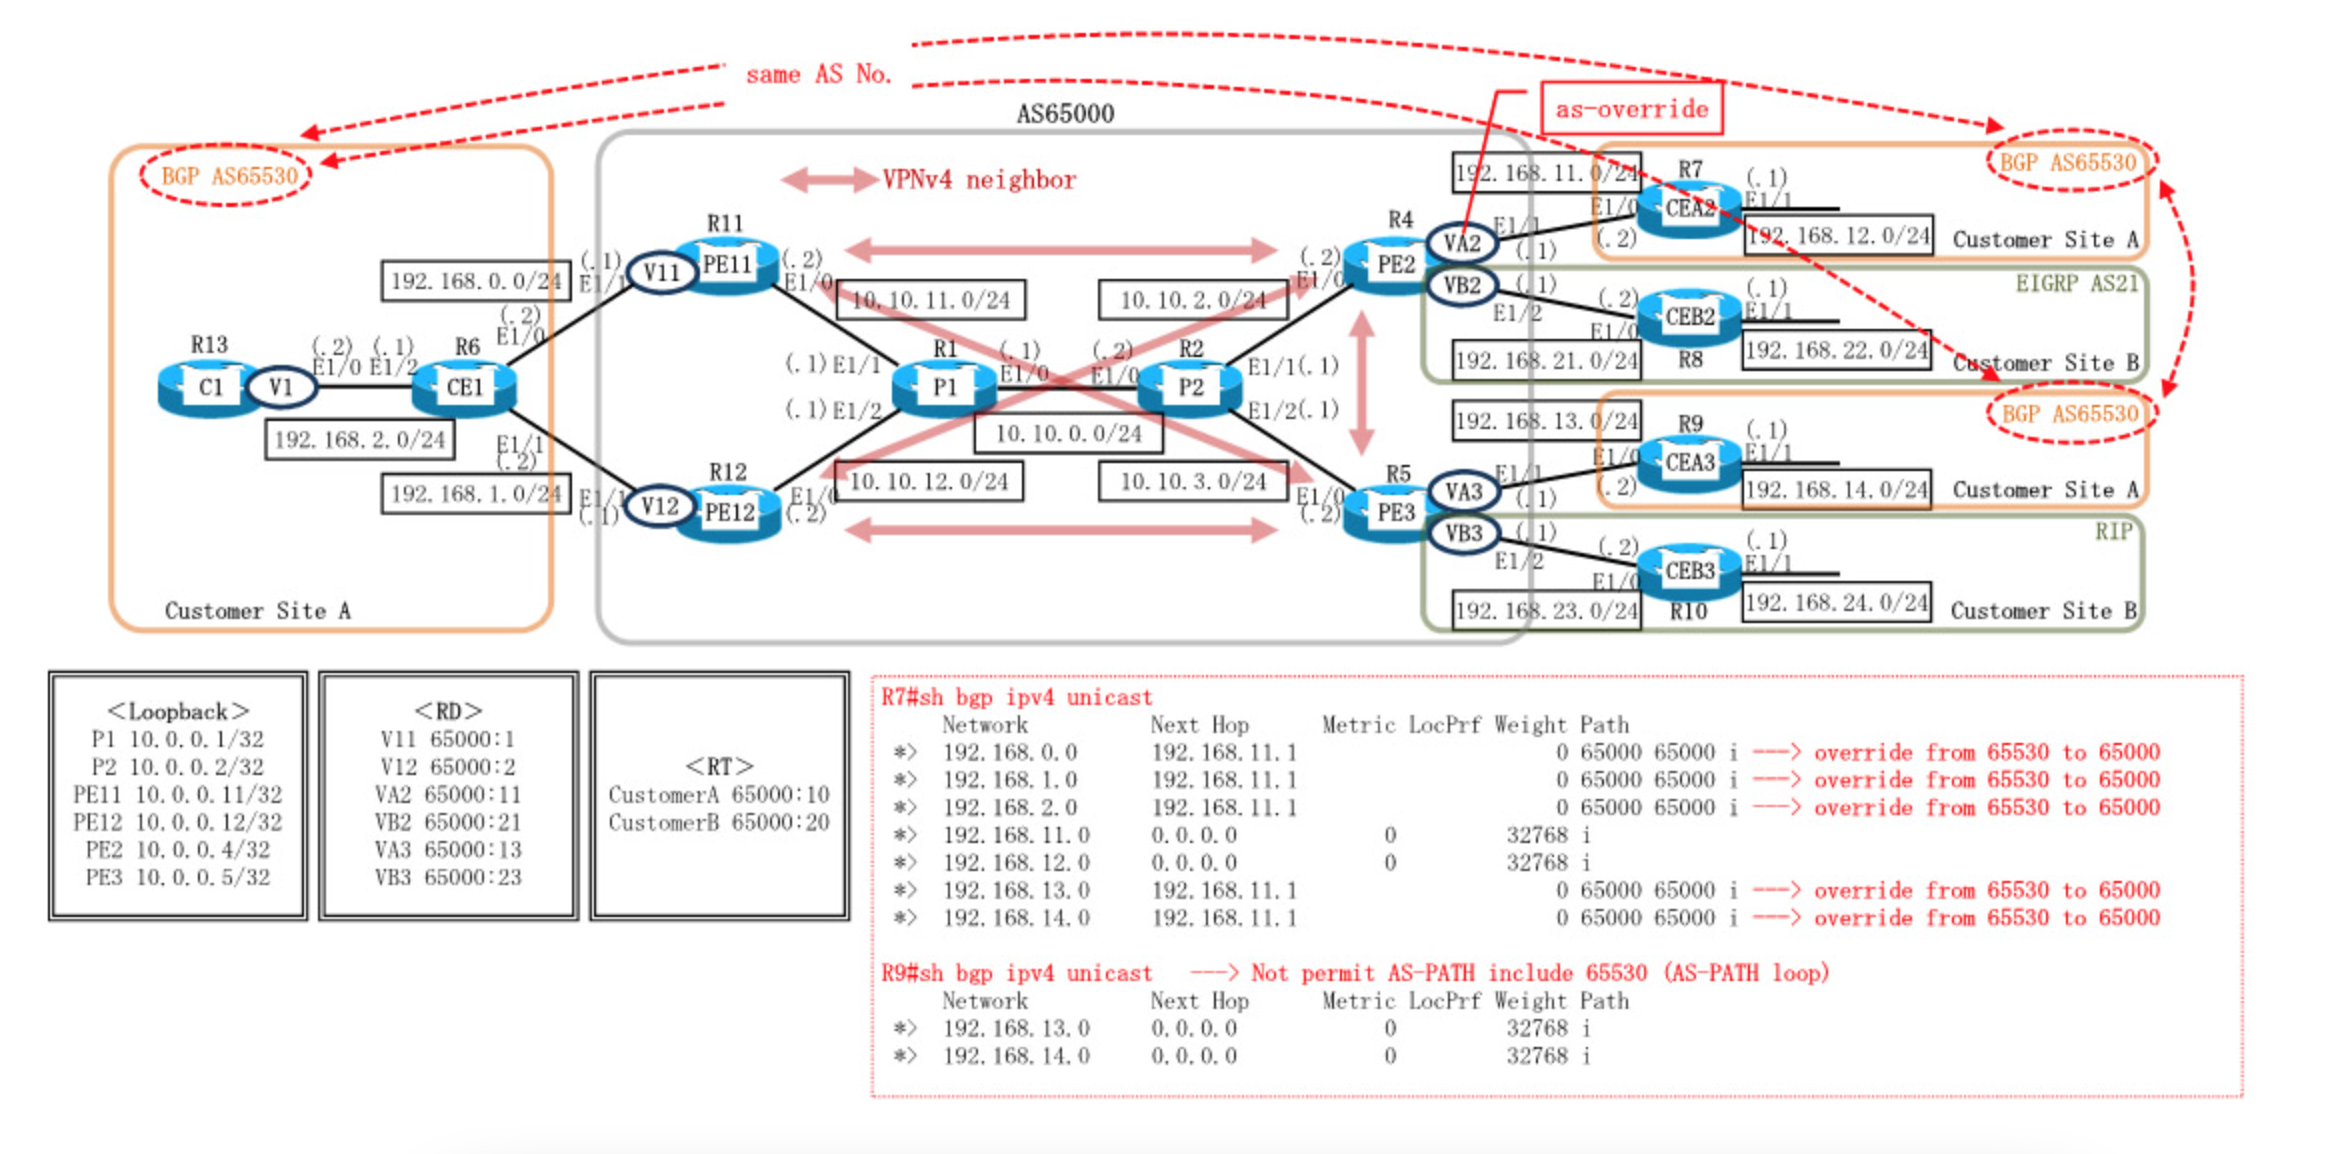 same AS No.
AS65000
as-override
BGP AS65530
VPNv4 neighbor
192.168.0.0/24
(.1)
E1/1
V11
R11
PE11
(.2)
E1/0
10.10.11.0/24
10.10.2.0/24
(.2)
E1/0
R4
PE2
VA2
VB2
192.168.11.0/24
E1/1
(.1)
E1/0
(.2)
R7
CEA2
(.1)
E1/1
192.168.12.0/24
BGP AS65530
Customer Site A
(.1)
E1/2
(.2)
E1/0
CEB2
R8
(.1)
E1/1
192.168.21.0/24
192.168.22.0/24
EIGRP AS21
Customer Site B
R13
C1
V1
(.2)
E1/0
(.1)
E1/2
R6
CE1
(.2)
E1/0
E1/1
(.2)
192.168.2.0/24
192.168.1.0/24
(.1) E1/1
(.1) E1/2
R1
P1
(.1)
E1/0
(.2)
E1/0
R2
P2
E1/1(.1)
E1/2(.1)
10.10.0.0/24
E1/1
(.1)
V12
R12
PE12
E1/0
(.2)
10.10.12.0/24
10.10.3.0/24
E1/0
(.2)
R5
PE3
VA3
VB3
192.168.13.0/24
E1/1
(.1)
E1/0
(.2)
R9
CEA3
(.1)
E1/1
192.168.14.0/24
BGP AS65530
Customer Site A
(.1)
E1/2
(.2)
E1/0
CEB3
R10
(.1)
E1/1
192.168.23.0/24
192.168.24.0/24
RIP
Customer Site B
Customer Site A
<Loopback>
P1 10.0.0.1/32
P2 10.0.0.2/32
PE11 10.0.0.11/32
PE12 10.0.0.12/32
PE2 10.0.0.4/32
PE3 10.0.0.5/32
<RD>
V11 65000:1
V12 65000:2
VA2 65000:11
VB2 65000:21
VA3 65000:13
VB3 65000:23
<RT>
CustomerA 65000:10
CustomerB 65000:20
R7#sh bgp ipv4 unicast
Network Next Hop Metric LocPrf Weight Path
*> 192.168.0.0 192.168.11.1 0 65000 65000 i ---> override from 65530 to 65000
*> 192.168.1.0 192.168.11.1 0 65000 65000 i ---> override from 65530 to 65000
*> 192.168.2.0 192.168.11.1 0 65000 65000 i ---> override from 65530 to 65000
*> 192.168.11.0 0.0.0.0 0 32768 i
*> 192.168.12.0 0.0.0.0 0 32768 i
*> 192.168.13.0 192.168.11.1 0 65000 65000 i ---> override from 65530 to 65000
*> 192.168.14.0 192.168.11.1 0 65000 65000 i ---> override from 65530 to 65000
R9#sh bgp ipv4 unicast ---> Not permit AS-PATH include 65530 (AS-PATH loop)
Network Next Hop Metric LocPrf Weight Path
*> 192.168.13.0 0.0.0.0 0 32768 i
*> 192.168.14.0 0.0.0.0 0 32768 i